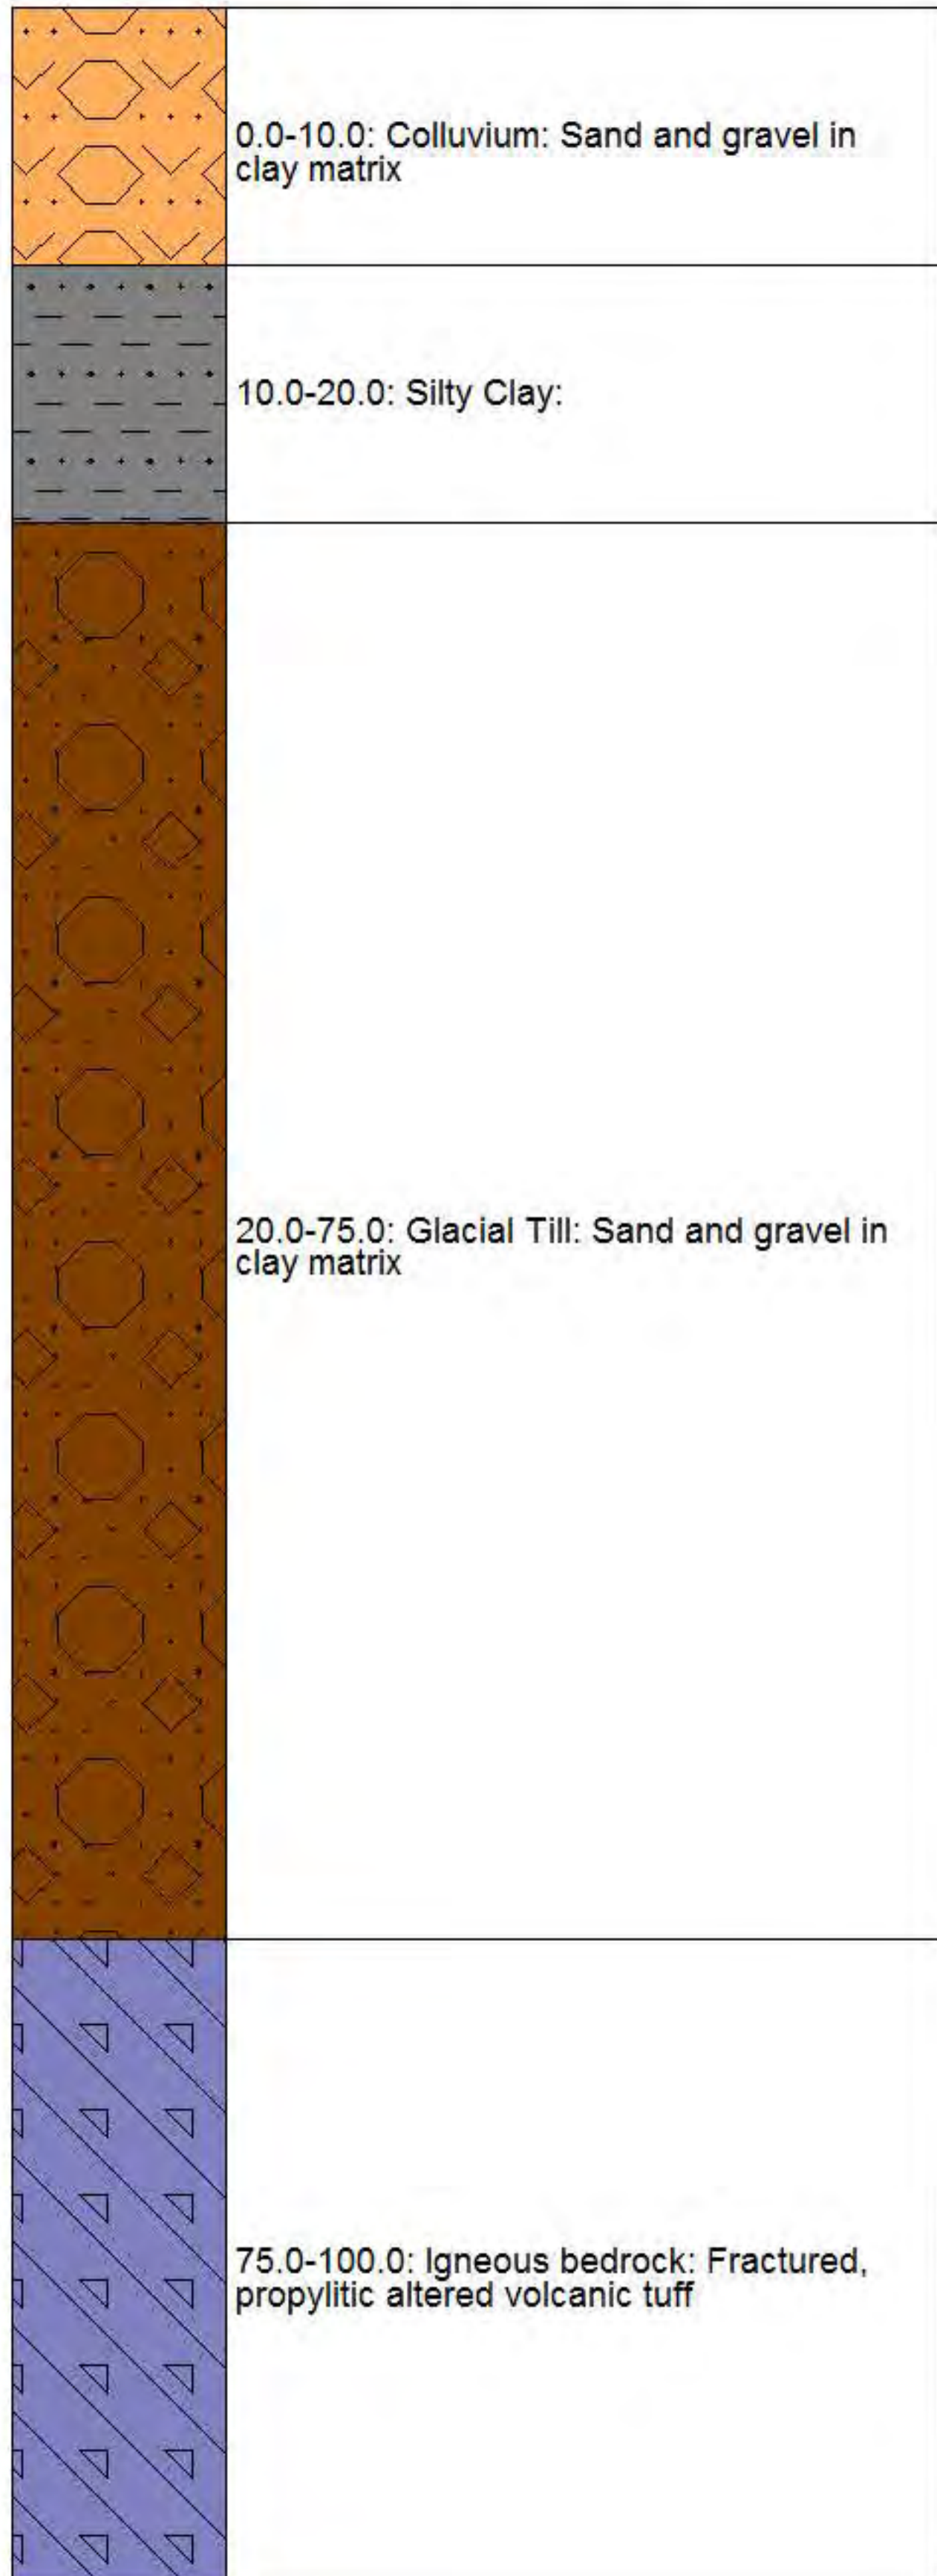 0.0-10.0: Colluvium: Sand and gravel in
clay matrix
10.0-20.0: Silty Clay:
20.0-75.0: Glacial Till: Sand and gravel in
clay matrix
75.0-100.0: Igneous bedrock: Fractured,
propylitic altered volcanic tuff